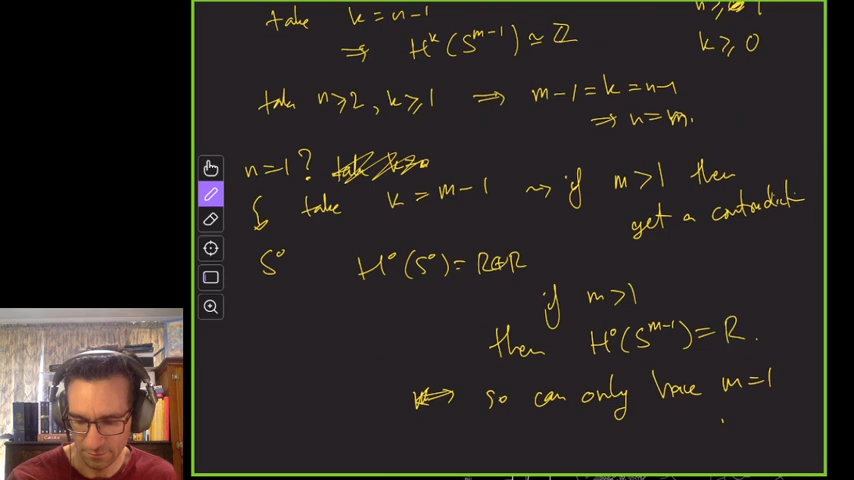 take k = n-1
⇒ H^k(S^{m-1}) ≃ ℤ
k ≥ 0
take n ≥ 2, k ≥ 1 ⇒ m-1 = k = n-1
⇒ n = m.
n=1?
take k = m-1 ⇝ if m > 1 then
get a contradiction
S^0 H^0(S^0) = R⊕R
if m > 1
then H^0(S^{m-1}) = R.
so can only have m = 1